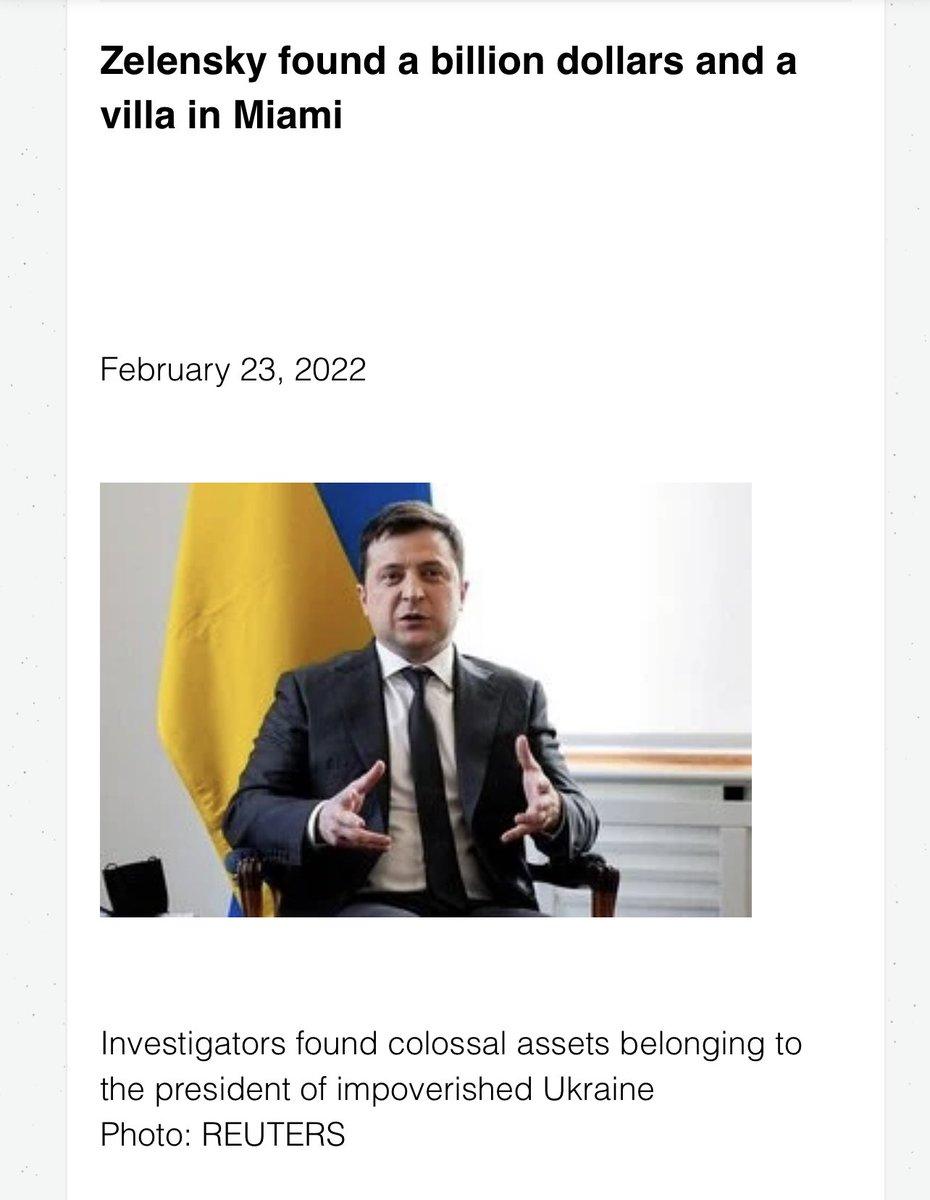 Zelensky found a billion dollars and a
villa in Miami
February 23, 2022
Investigators found colossal assets belonging to
the president of impoverished Ukraine
Photo: REUTERS